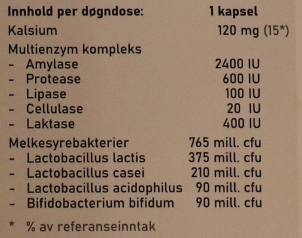 Innhold per døgndose: 1 kapsel
Kalsium 120 mg (15*)
Multienzym kompleks
- Amylase 2400 IU
- Protease 600 IU
- Lipase 100 IU
- Cellulase 20 IU
- Laktase 400 IU
Melkesyrebakterier 765 mill. cfu
- Lactobacillus lactis 375 mill. cfu
- Lactobacillus casei 210 mill. cfu
- Lactobacillus acidophilus 90 mill. cfu
- Bifidobacterium bifidum 90 mill. cfu
* % av referanseinntak